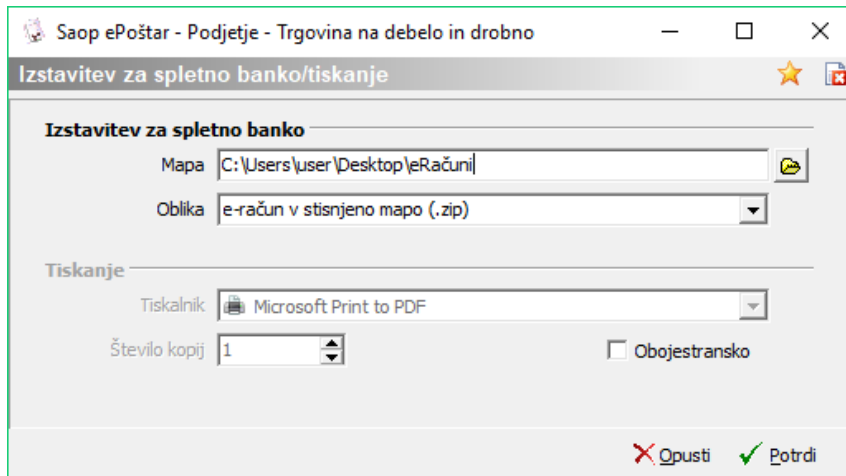 Saop ePoštar - Podjetje - Trgovina na debelo in drobno
Izstavitev za spletno banko/tiskanje
Izstavitev za spletno banko
Mapa C:\Users\user\Desktop\eRačuni
Oblika e-račun v stisnjeno mapo (.zip)
Tiskanje
Tiskalnik Microsoft Print to PDF
Število kopij 1 Obojestransko
Opusti Potrdi